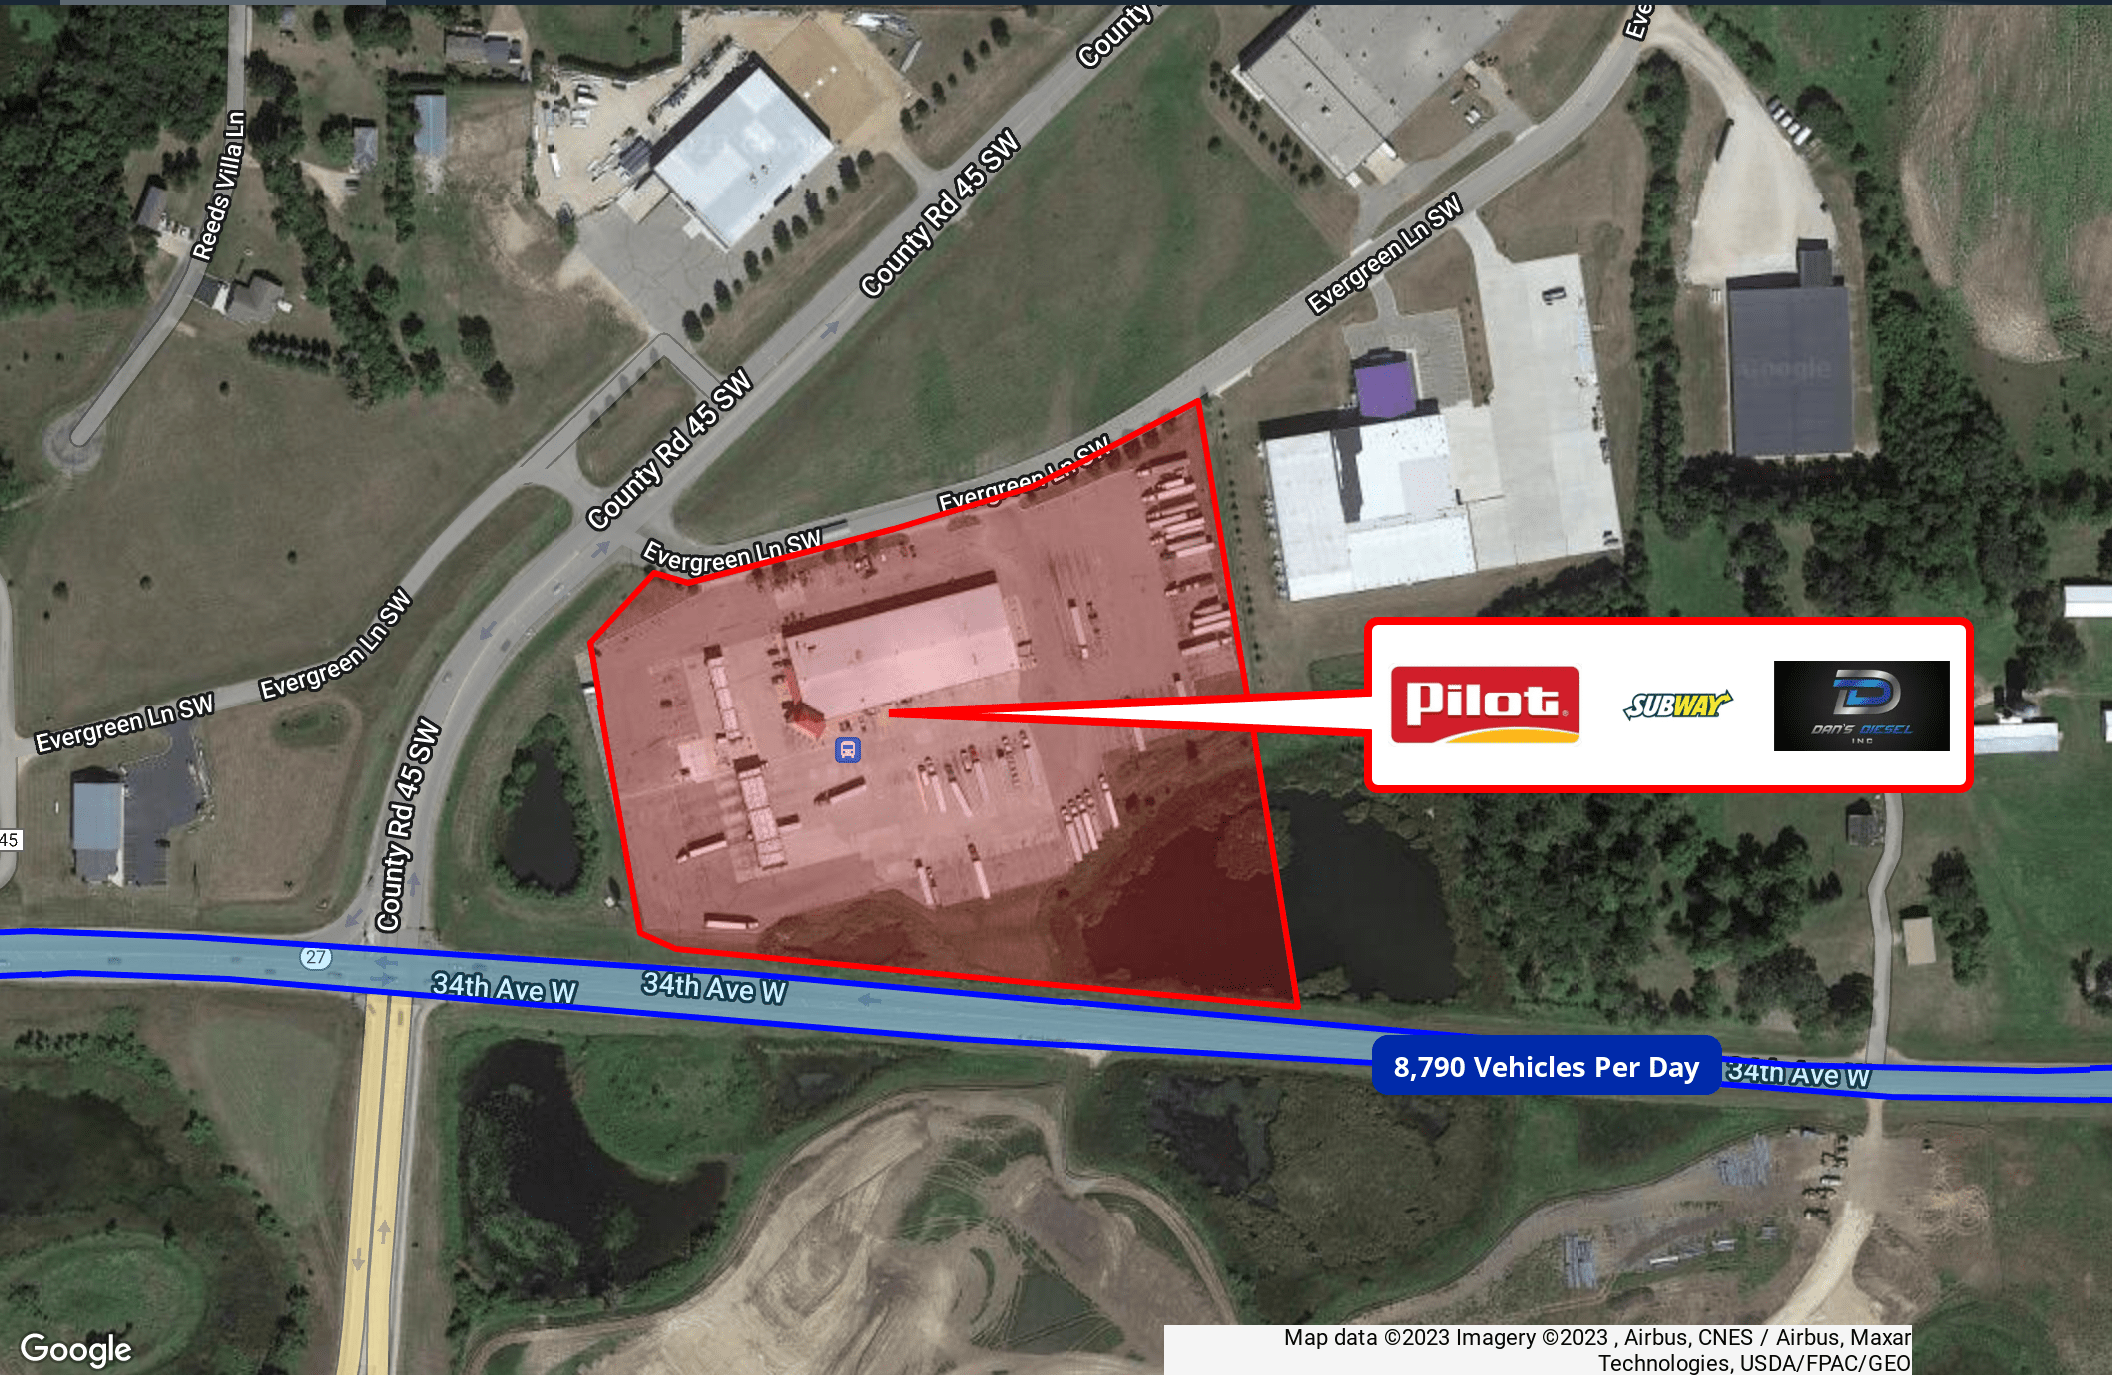 County
Eve
Reeds Villa Ln
County Rd 45 SW
Evergreen Ln SW
County Rd 45 SW
Evergreen Ln SW
Evergreen Ln SW
Evergreen Ln SW
Evergreen Ln SW
Pilot
SUBWAY
DAN'S DIESEL
INC
County Rd 45 SW
45
27
34th Ave W
34th Ave W
8,790 Vehicles Per Day
34th Ave W
Google
Map data ©2023 Imagery ©2023 , Airbus, CNES / Airbus, Maxar
Technologies, USDA/FPAC/GEO